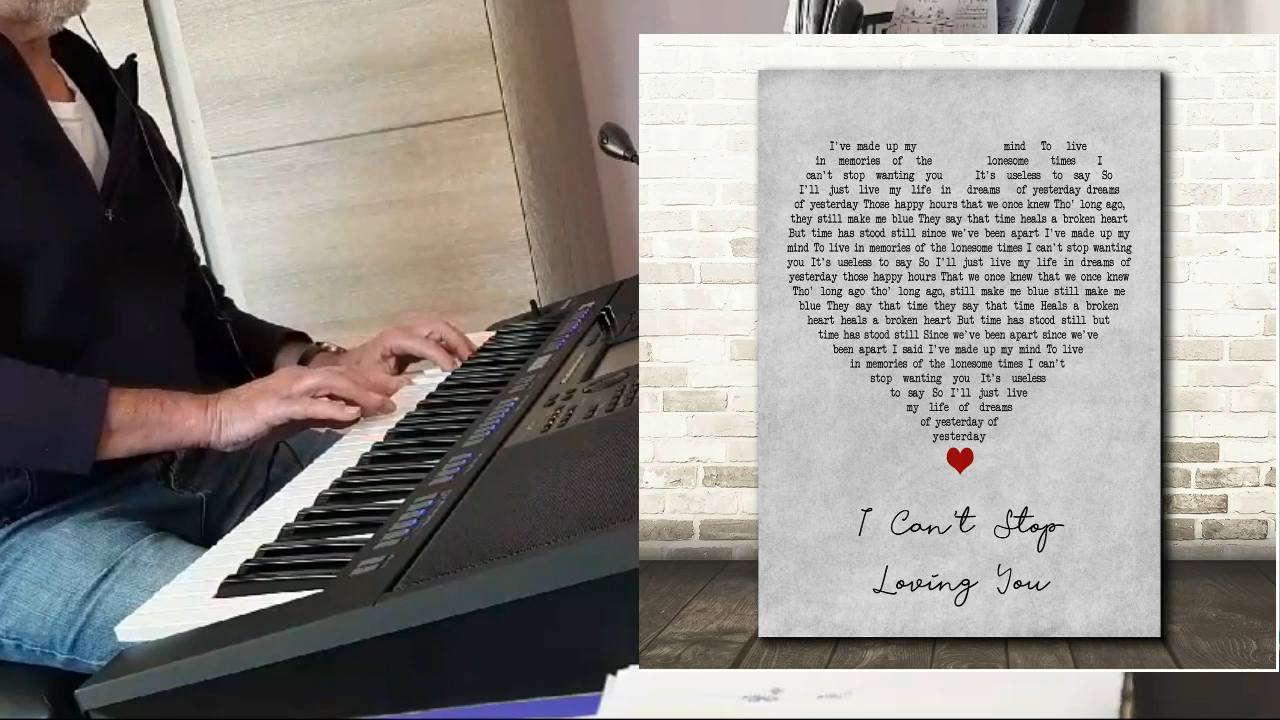 I've made up my mind To live
in memories of the lonesome times I
can't stop wanting you It's useless to say So
I'll just live my life in dreams of yesterday dreams
of yesterday Those happy hours that we once knew Tho' long ago,
they still make me blue They say that time heals a broken heart
But time has stood still since we've been apart I've made up my
mind To live in memories of the lonesome times I can't stop wanting
you It's useless to say So I'll just live my life in dreams of
yesterday those happy hours That we once knew that we once knew
Tho' long ago tho' long ago, still make me blue still make me
blue They say that time they say that time Heals a broken
heart heals a broken heart But time has stood still but
time has stood still Since we've been apart since we've
been apart I said I've made up my mind To live
in memories of the lonesome times I can't
stop wanting you It's useless
to say So I'll just live
my life of dreams
of yesterday of
yesterday
I Can't Stop
Loving You